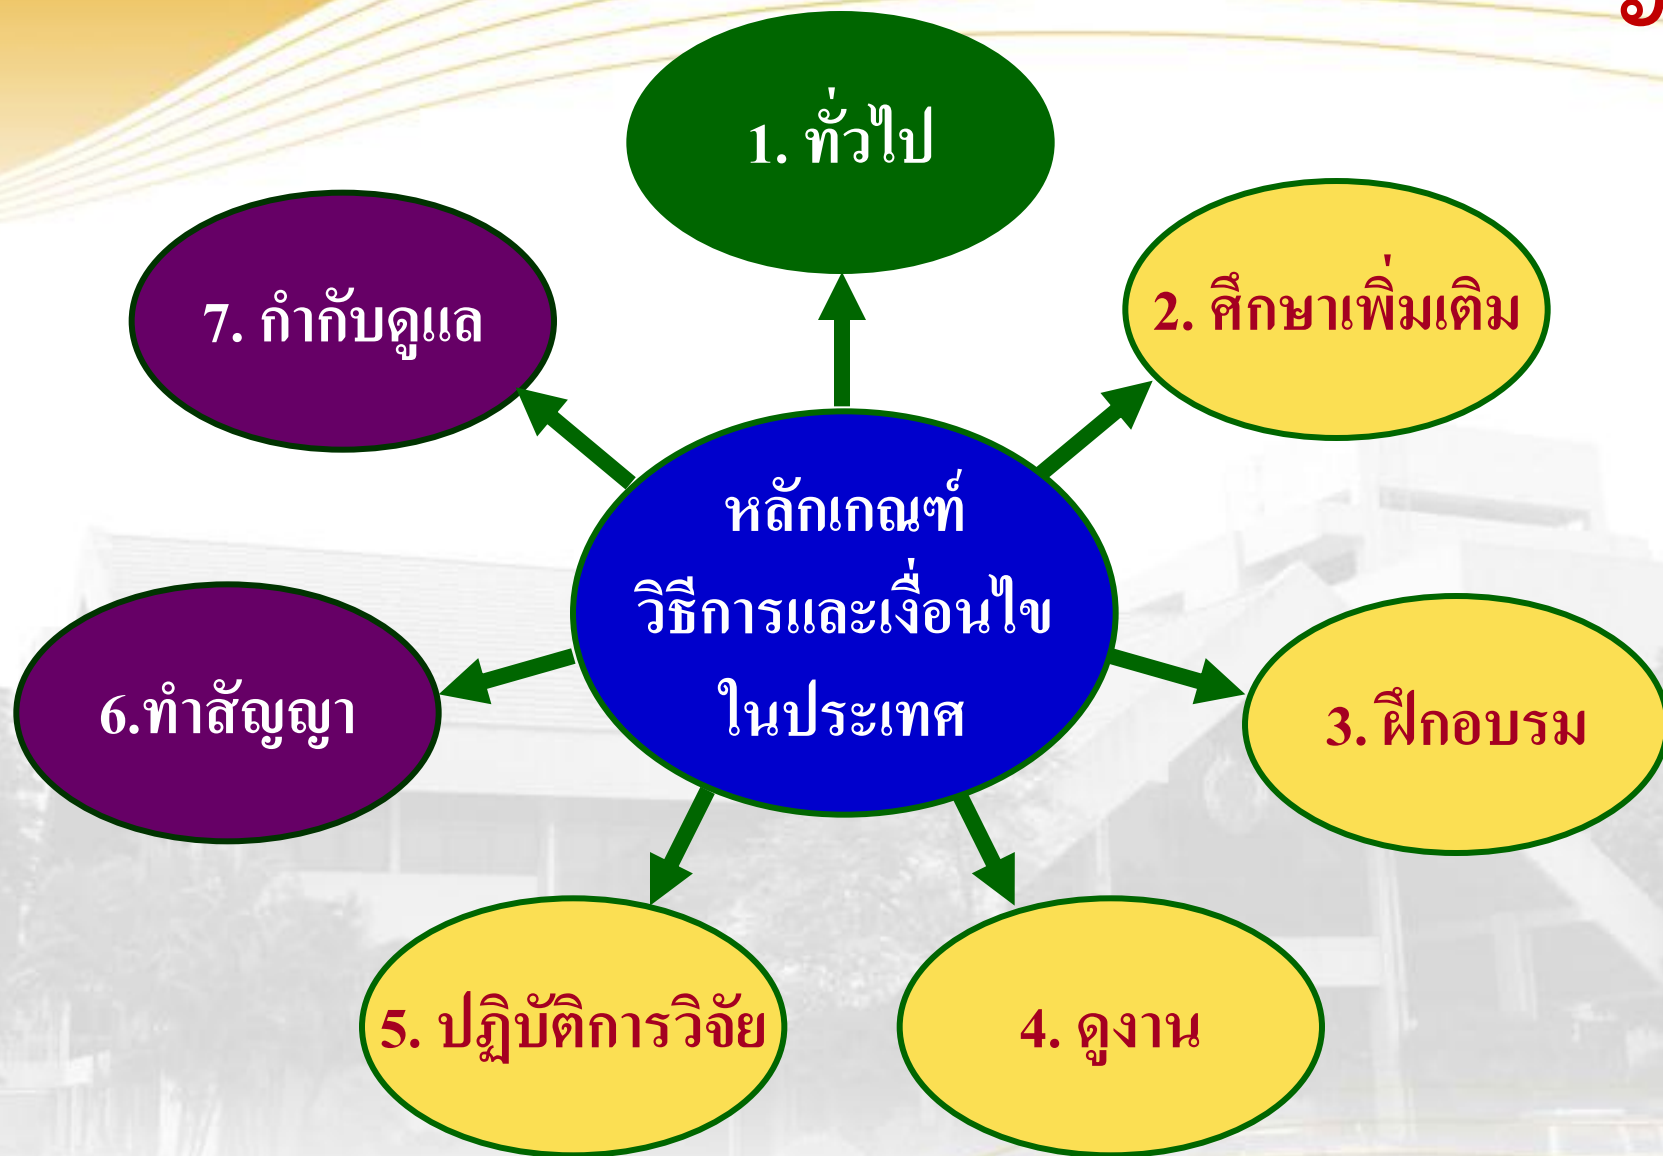 1. ทั่วไป
2. ศึกษาเพิ่มเติม
3. ฝึกอบรม
4. ดูงาน
5. ปฏิบัติการวิจัย
6.ทำสัญญา
7. กำกับดูแล
หลักเกณฑ์
วิธีการและเงื่อนไข
ในประเทศ